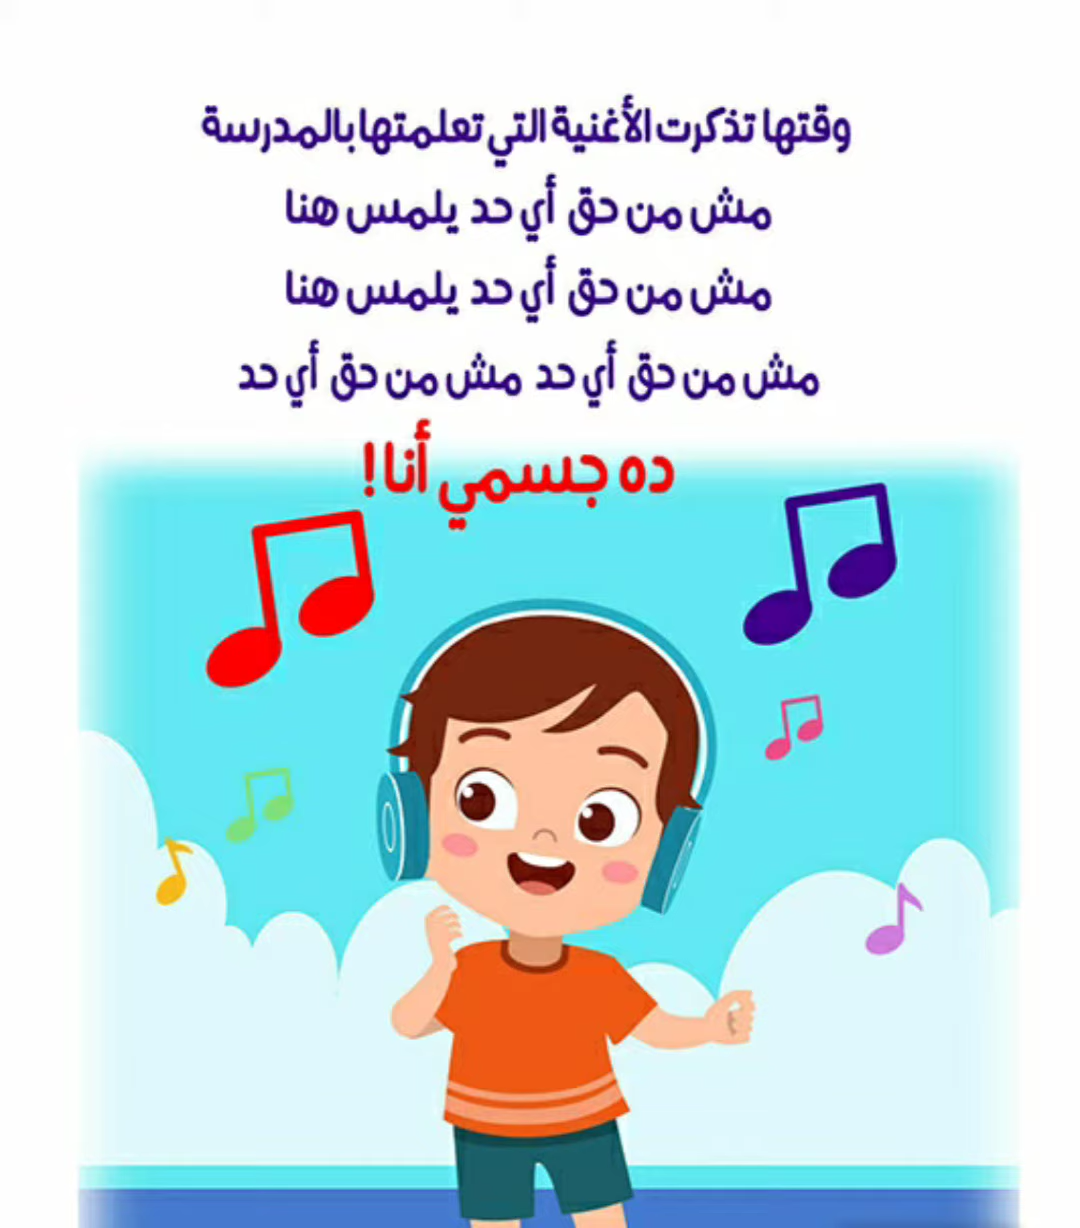 وقتها تذكرت الأغنية التي تعلمتها بالمدرسة
مش من حق أي حد يلمس هنا
مش من حق أي حد يلمس هنا
مش من حق أي حد مش من حق أي حد
ده جسمي أنا!